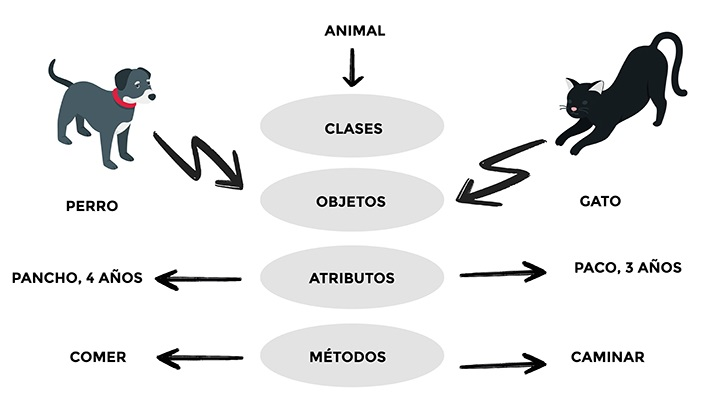 ANIMAL
CLASES
OBJETOS
PERRO
GATO
ATRIBUTOS
PANCHO, 4 AÑOS
PACO, 3 AÑOS
MÉTODOS
COMER
CAMINAR